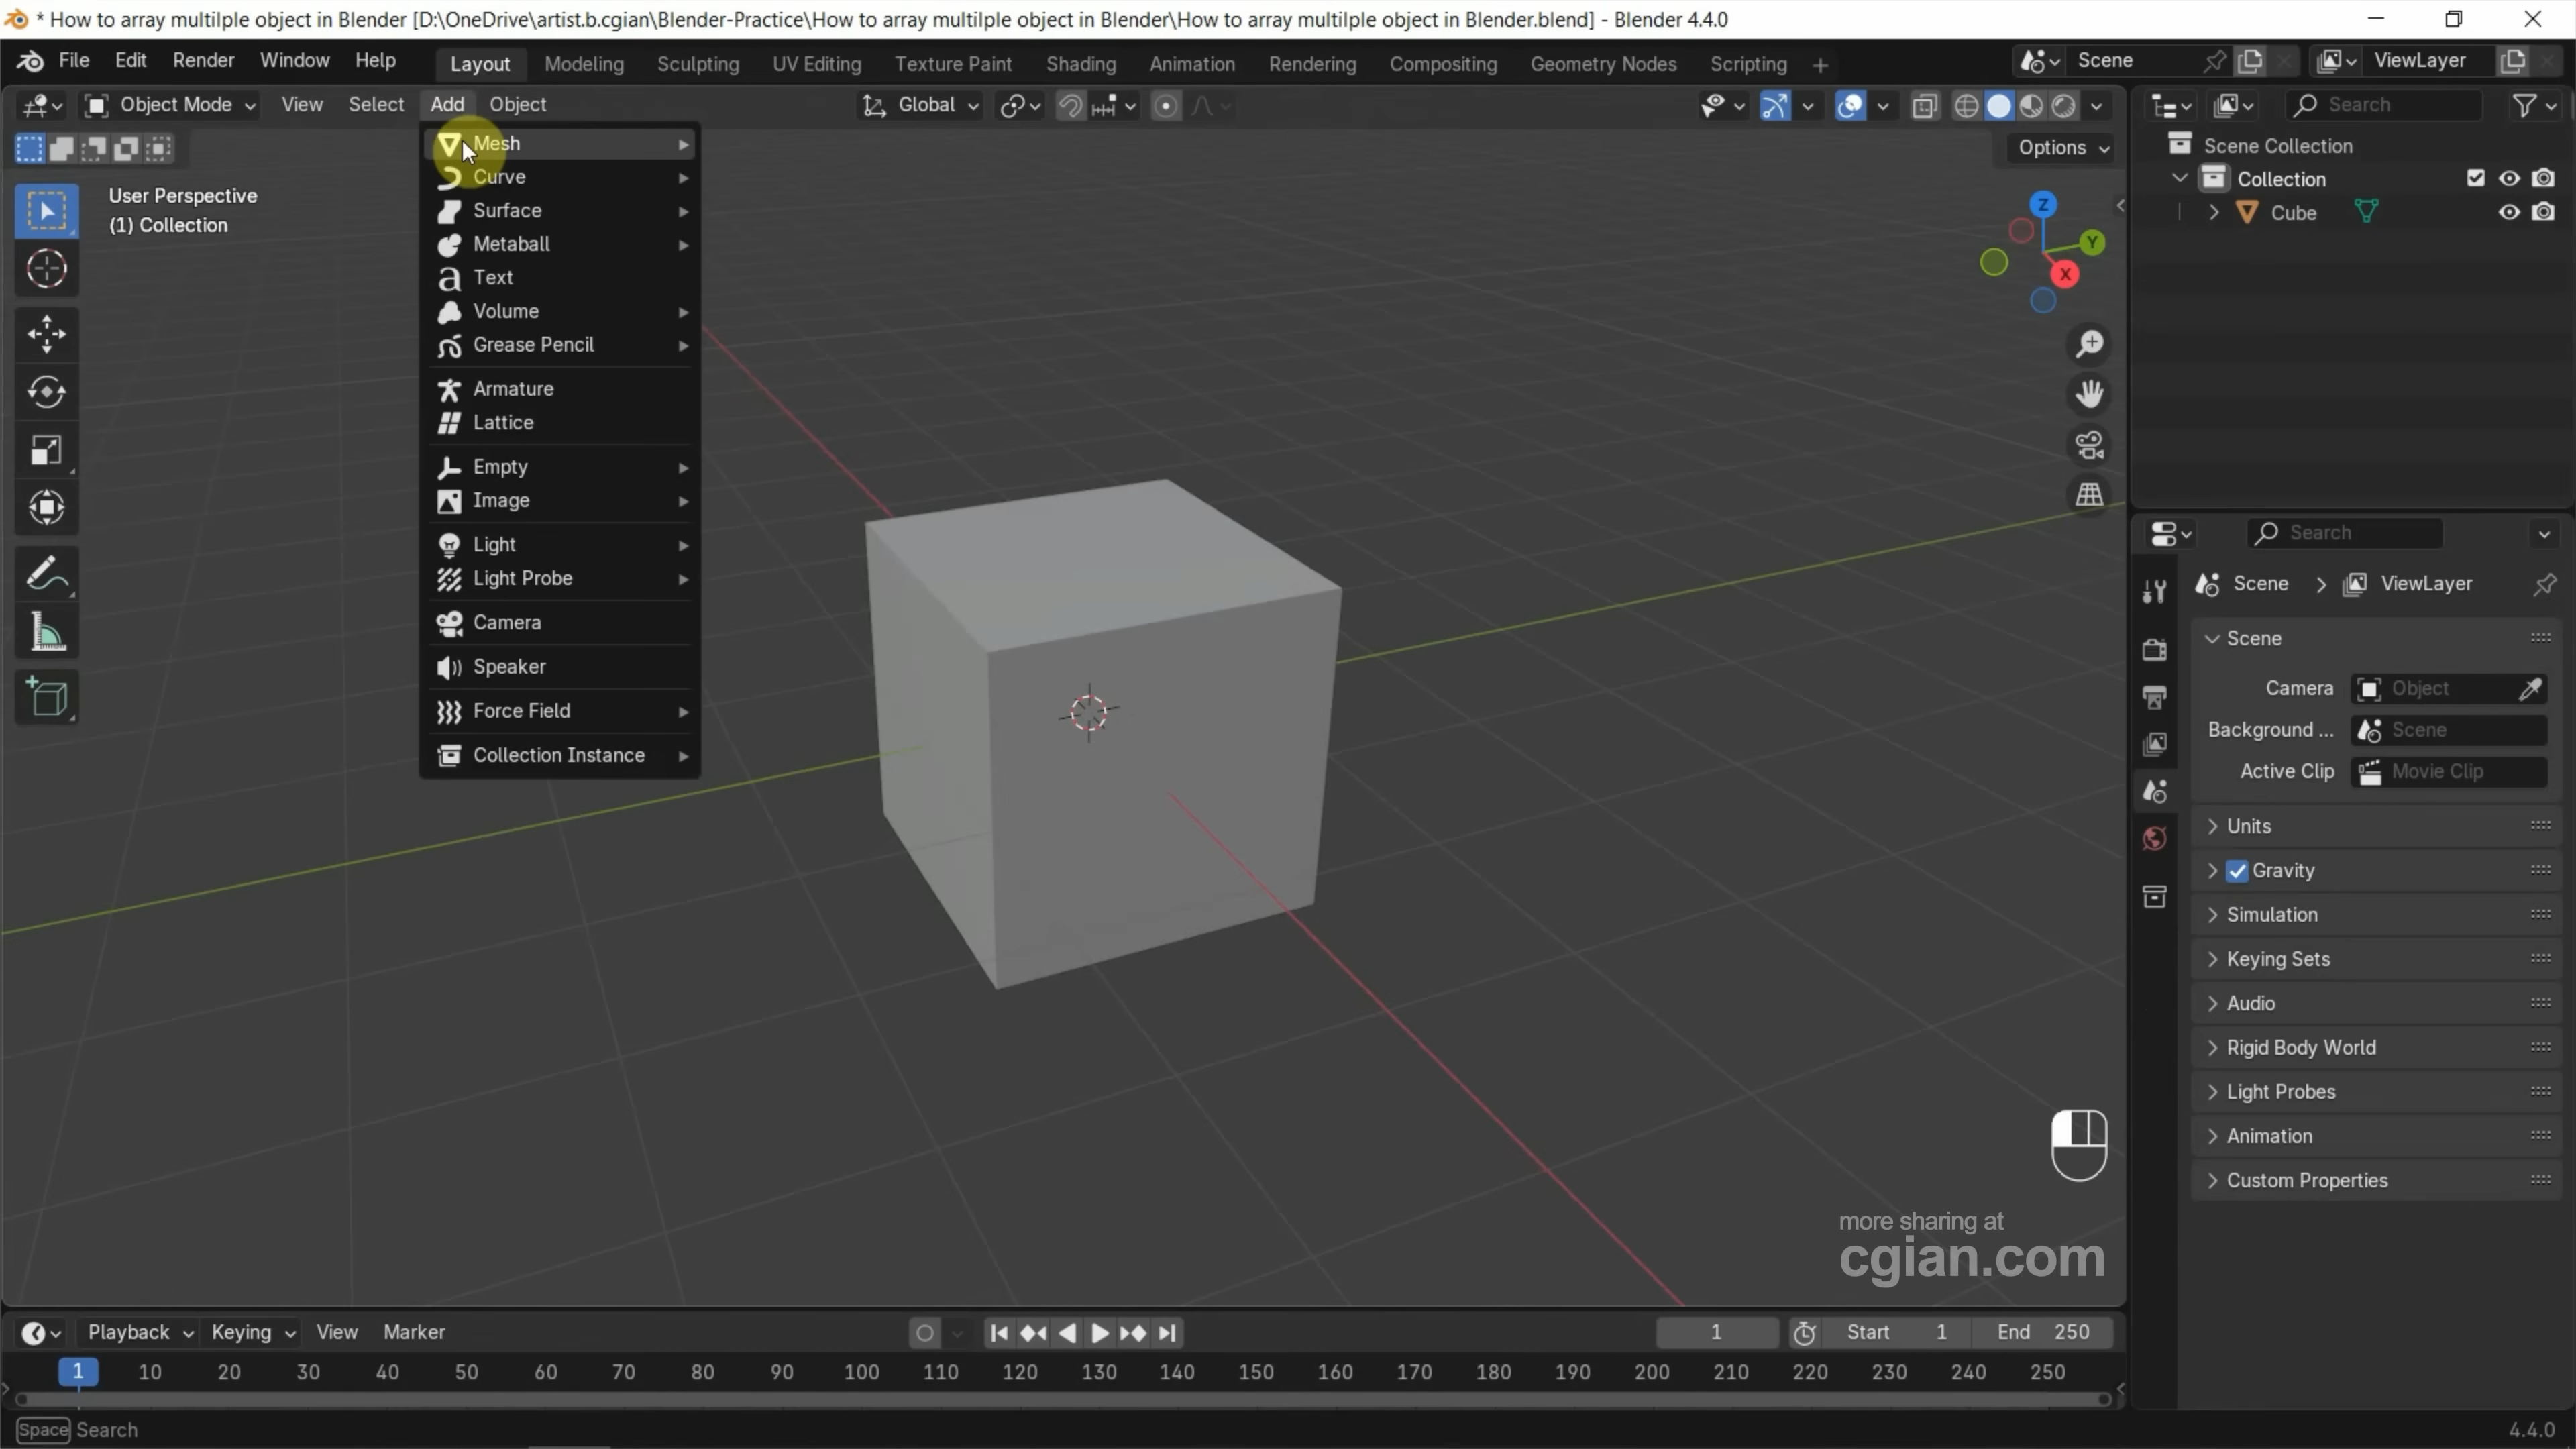 * How to array multilple object in Blender [D:\OneDrive\artist.b.cgian\Blender-Practice\How to array multilple object in Blender\How to array multilple object in Blender.blend] - Blender 4.4.0
File Edit Render Window Help Layout Modeling Sculpting UV Editing Texture Paint Shading Animation Rendering Compositing Geometry Nodes Scripting + Scene ViewLayer
Object Mode View Select Add Object Global Search
Options
User Perspective
(1) Collection
Mesh
Curve
Surface
Metaball
Text
Volume
Grease Pencil
Armature
Lattice
Empty
Image
Light
Light Probe
Camera
Speaker
Force Field
Collection Instance
Z
Y
X
Scene Collection
Collection
Cube
Search
Scene > ViewLayer
Scene
Camera Object
Background ... Scene
Active Clip Movie Clip
Units
Gravity
Simulation
Keying Sets
Audio
Rigid Body World
Light Probes
Animation
Custom Properties
more sharing at
cgian.com
Playback Keying View Marker 1 Start 1 End 250
1 10 20 30 40 50 60 70 80 90 100 110 120 130 140 150 160 170 180 190 200 210 220 230 240 250
Space Search 4.4.0